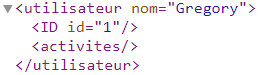 ▼<utilisateur nom="Gregory">
<ID id="1"/>
<activites/>
</utilisateur>